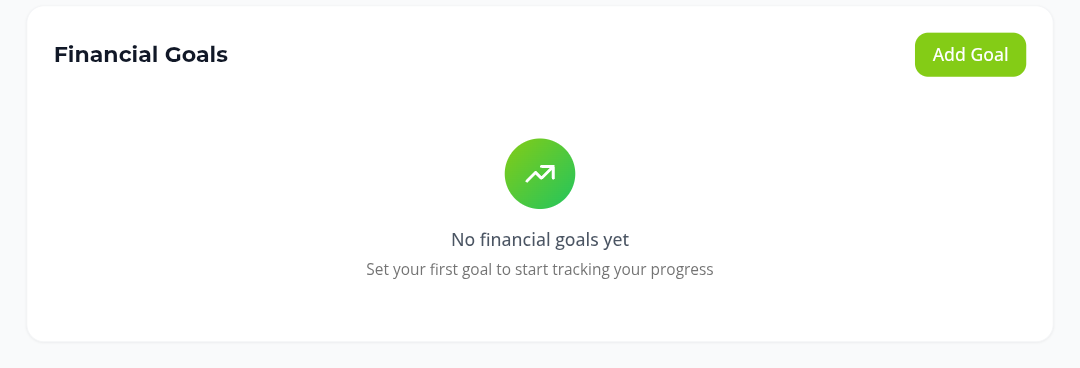 Financial Goals
Add Goal
No financial goals yet
Set your first goal to start tracking your progress